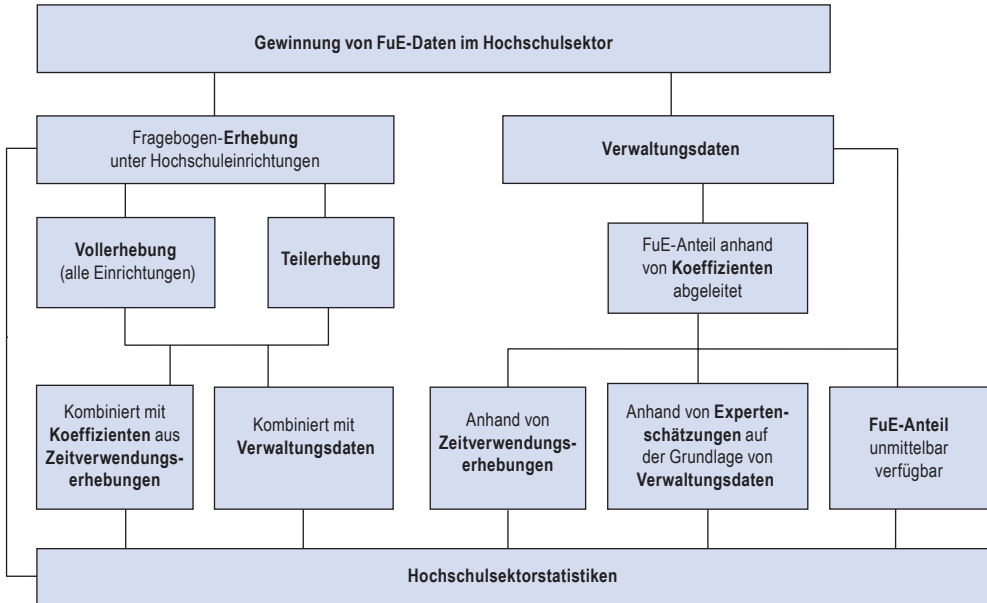 Gewinnung von FuE-Daten im Hochschulsektor
Fragebogen-Erhebung
unter Hochschuleinrichtungen
Verwaltungsdaten
Vollerhebung
(alle Einrichtungen)
Teilerhebung
FuE-Anteil anhand
von Koeffizienten
abgeleitet
Kombiniert mit
Koeffizienten aus
Zeitverwendungs-
erhebungen
Kombiniert mit
Verwaltungsdaten
Anhand von
Zeitverwendungs-
erhebungen
Anhand von Experten-
schätzungen auf
der Grundlage von
Verwaltungsdaten
FuE-Anteil
unmittelbar
verfügbar
Hochschulsektorstatistiken